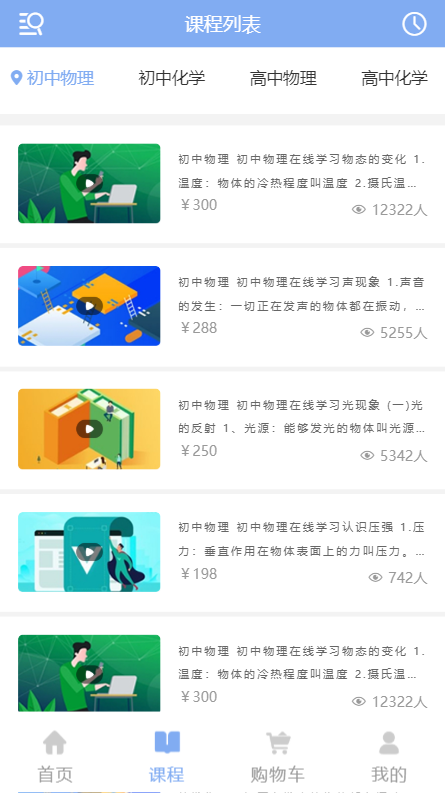 课程列表
初中物理 初中化学 高中物理 高中化学
初中物理 初中物理在线学习物态的变化 1.
温度：物体的冷热程度叫温度 2.摄氏温…
￥300
12322人
初中物理 初中物理在线学习声现象 1.声音
的发生：一切正在发声的物体都在振动，…
￥288
5255人
初中物理 初中物理在线学习光现象 (一)光
的反射 1、光源：能够发光的物体叫光源…
￥250
5342人
初中物理 初中物理在线学习认识压强 1.压
力：垂直作用在物体表面上的力叫压力。…
￥198
742人
初中物理 初中物理在线学习物态的变化 1.
温度：物体的冷热程度叫温度 2.摄氏温…
￥300
12322人
首页 课程 购物车 我的